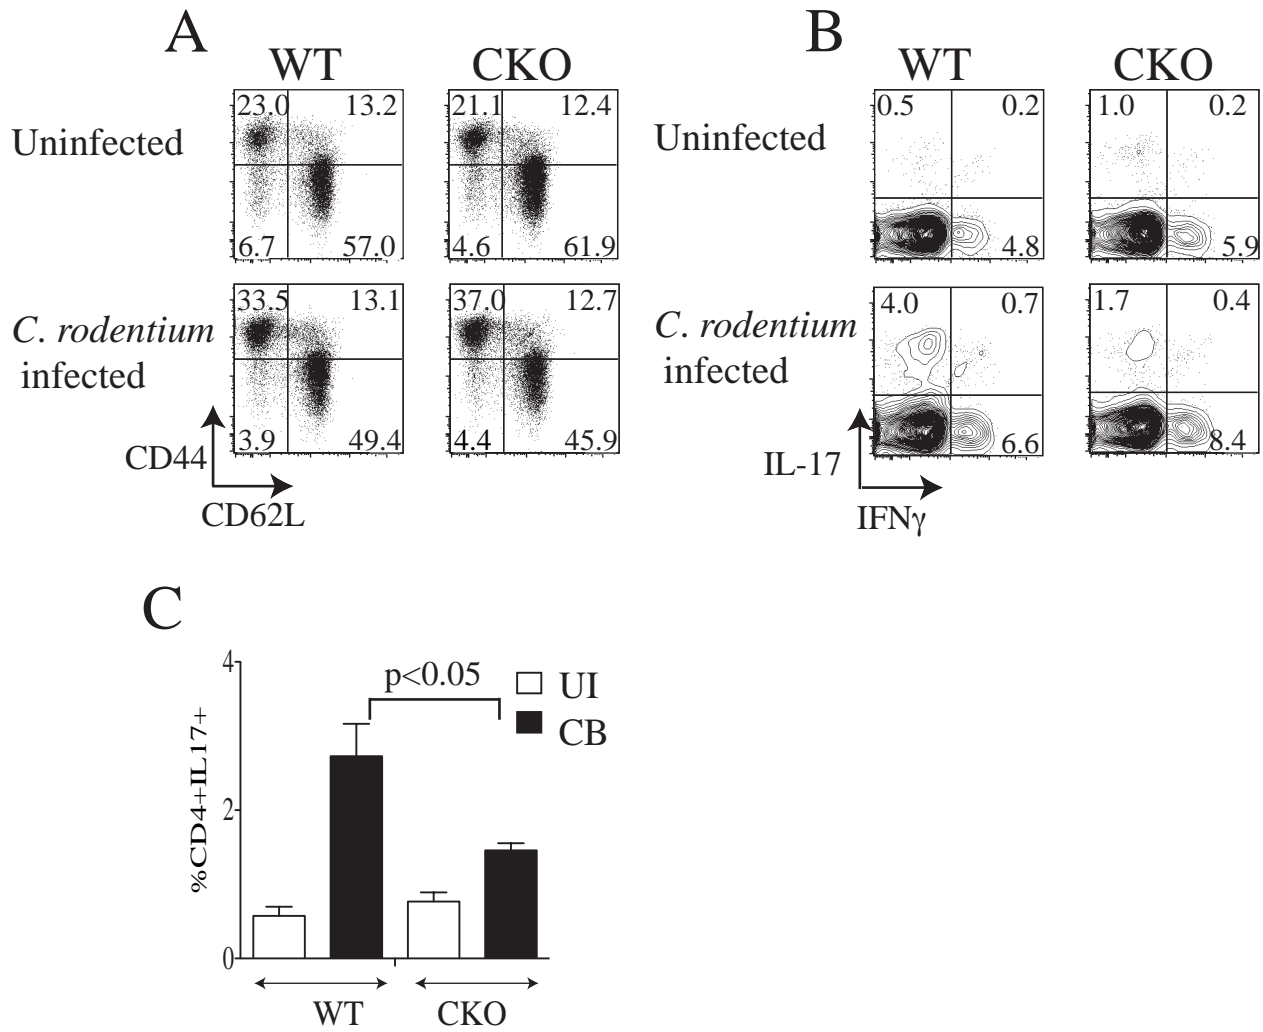 A
WT CKO
Uninfected
23.0 13.2
6.7 57.0
21.1 12.4
4.6 61.9
C. rodentium
infected
33.5 13.1
3.9 49.4
37.0 12.7
4.4 45.9
CD44
CD62L
B
WT CKO
Uninfected
0.5 0.2
4.8
1.0 0.2
5.9
C. rodentium
infected
4.0 0.7
6.6
1.7 0.4
8.4
IL-17
IFNγ
C
%CD4+IL17+
4
2
0
p<0.05
UI
CB
WT CKO